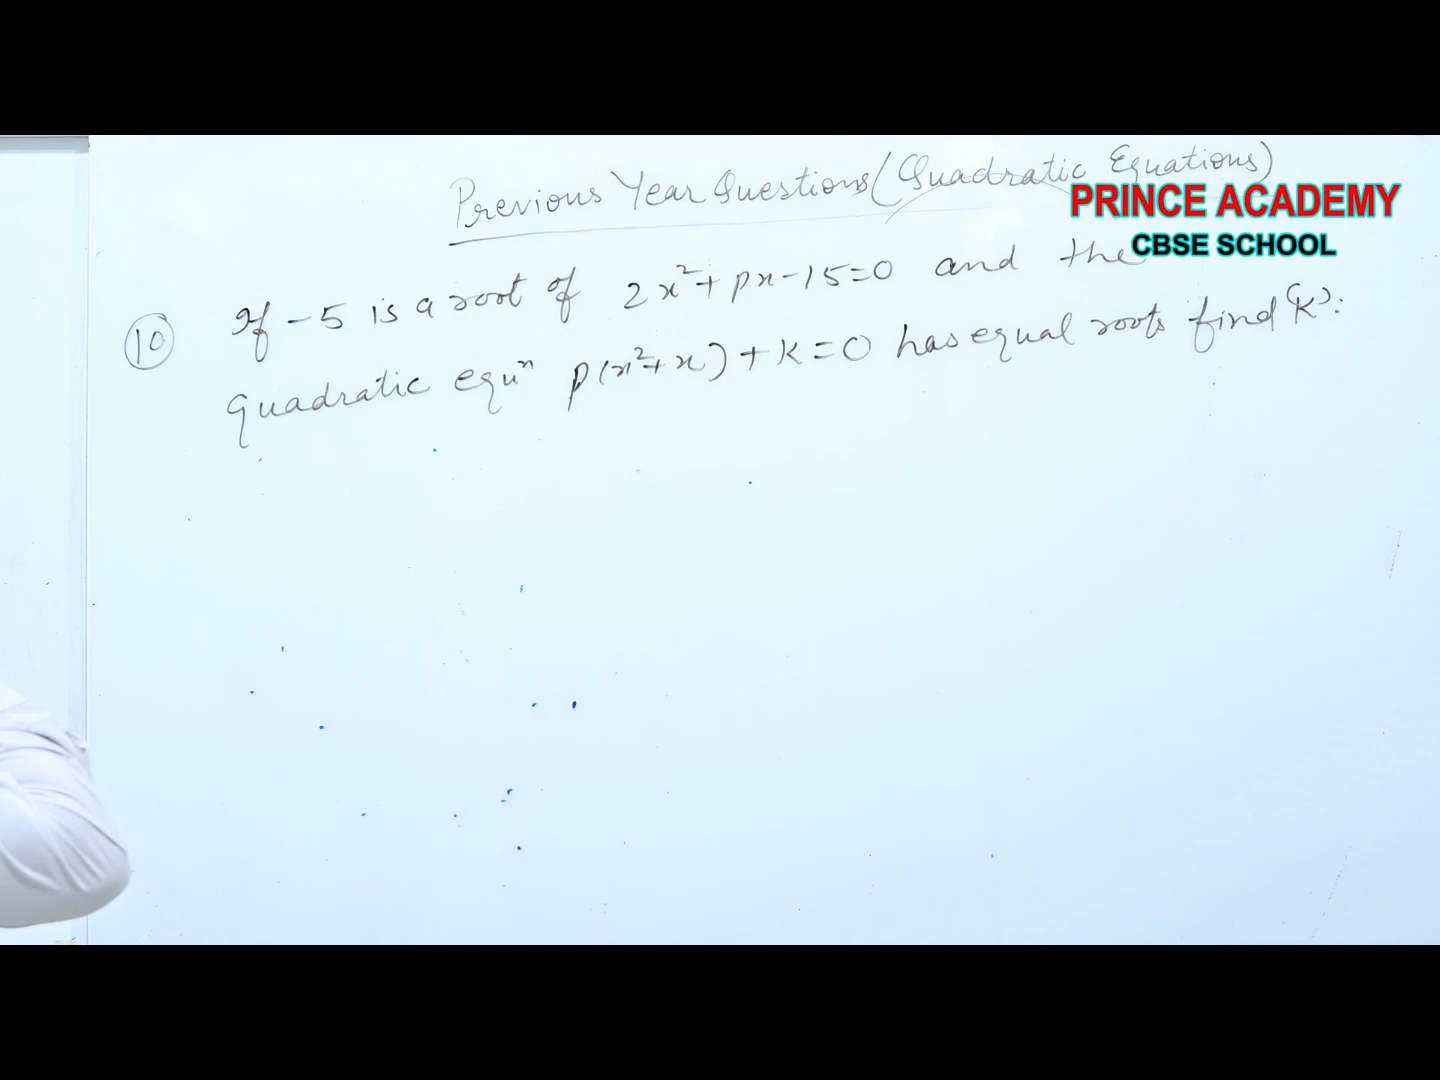 Previous Year Questions (Quadratic Equations)
PRINCE ACADEMY
CBSE SCHOOL
10 If -5 is a root of 2x²+px-15=0 and the
quadratic equⁿ p(x²+x)+k=0 has equal roots find 'k'.